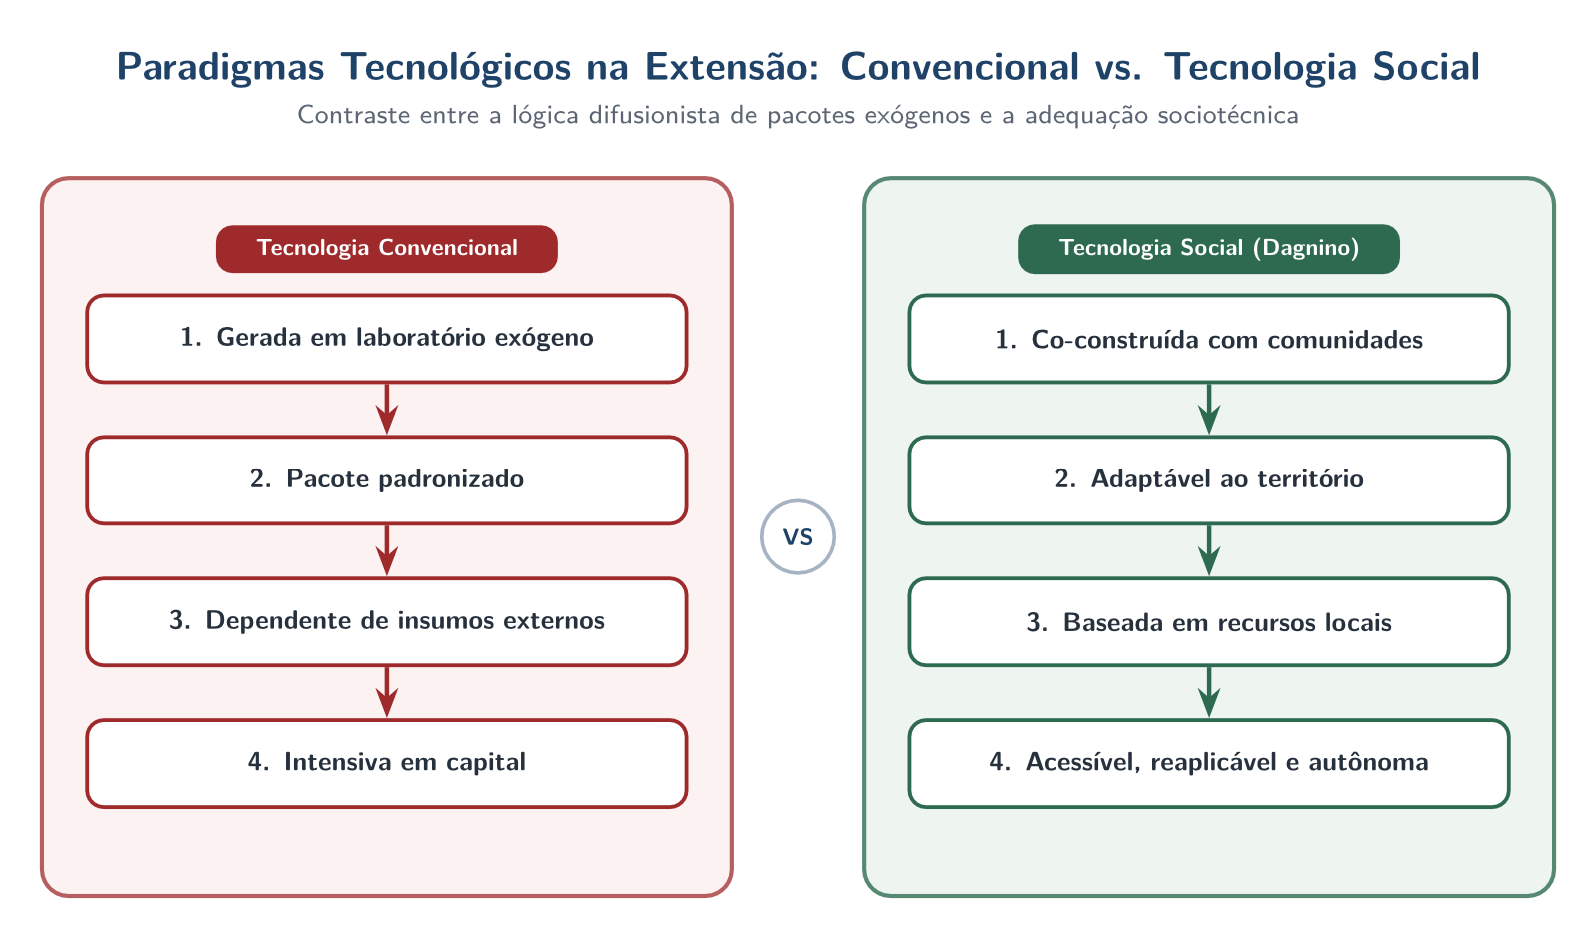 Paradigmas Tecnológicos na Extensão: Convencional vs. Tecnologia Social
Contraste entre a lógica difusionista de pacotes exógenos e a adequação sociotécnica
Tecnologia Convencional
1. Gerada em laboratório exógeno
2. Pacote padronizado
3. Dependente de insumos externos
4. Intensiva em capital
VS
Tecnologia Social (Dagnino)
1. Co-construída com comunidades
2. Adaptável ao território
3. Baseada em recursos locais
4. Acessível, reaplicável e autônoma